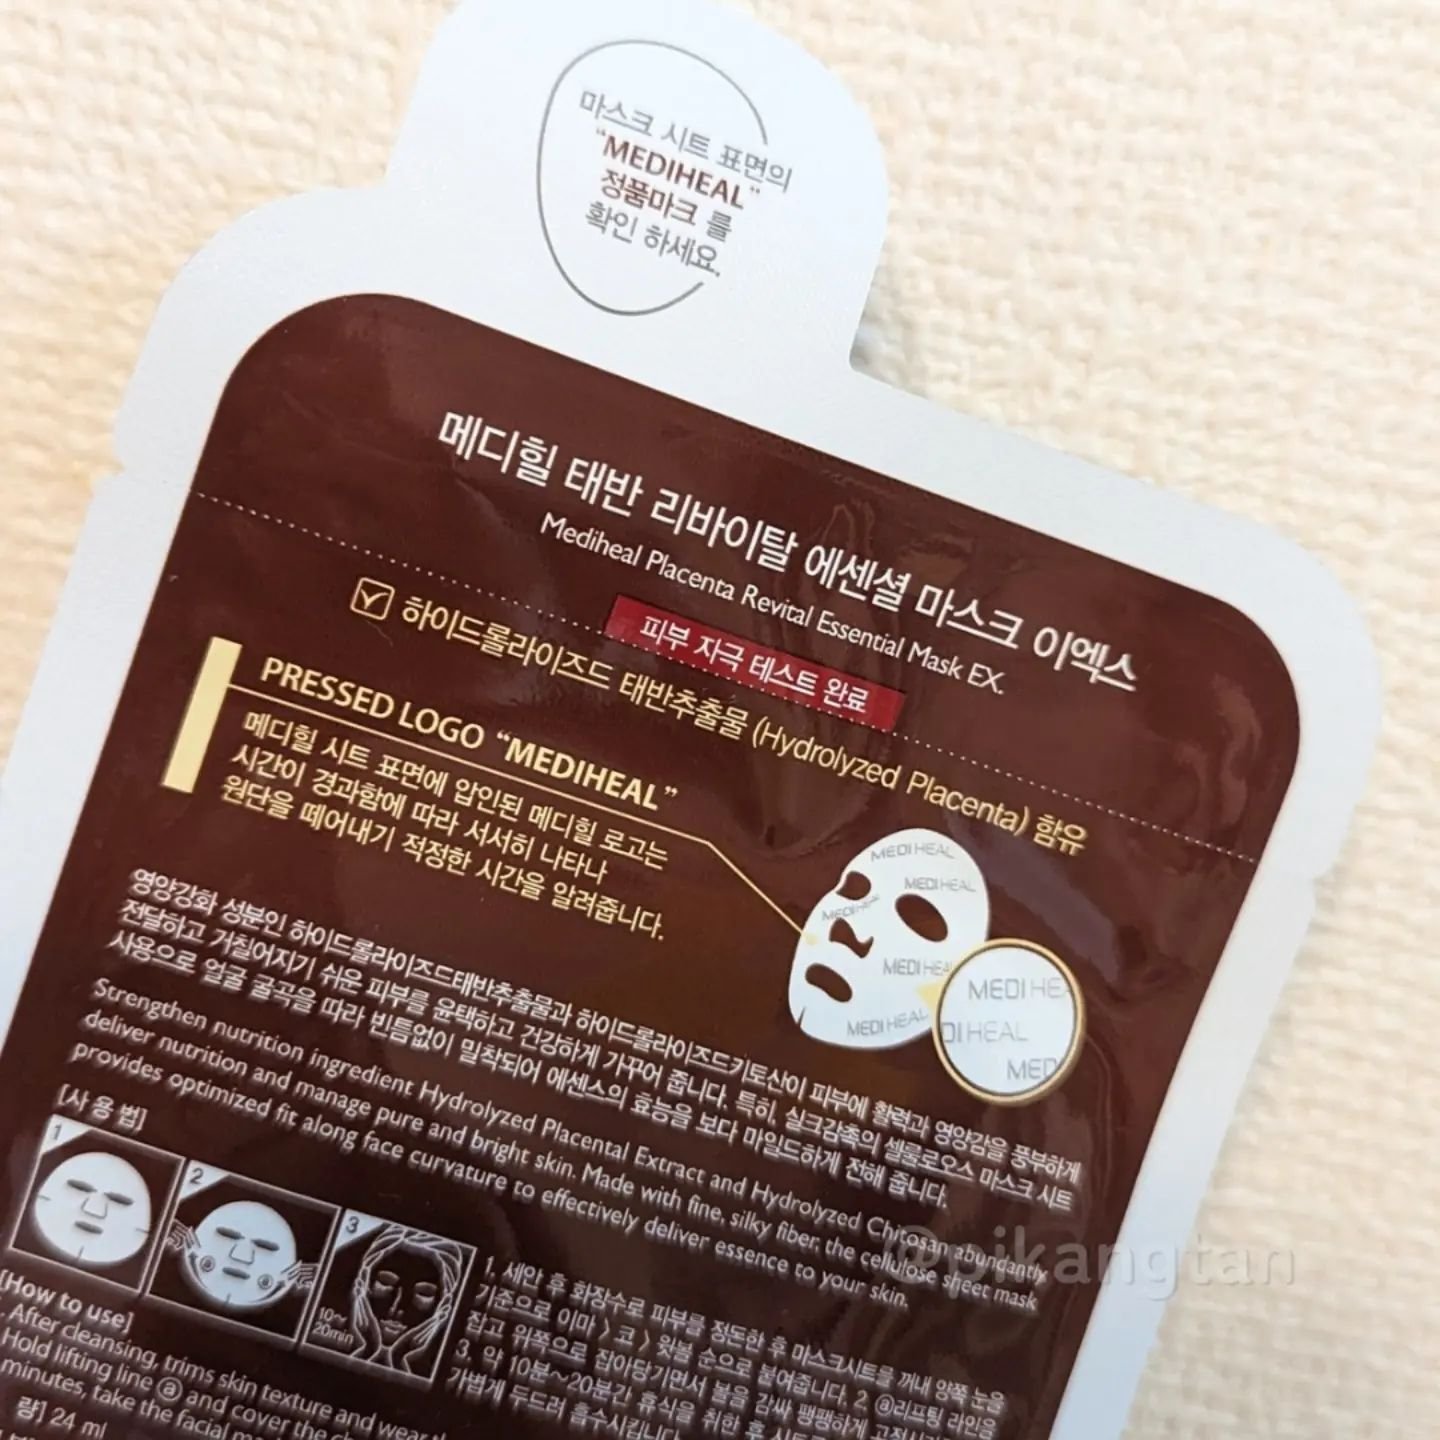 마스크 시트 표면의
“MEDIHEAL”
정품마크 를
확인 하세요.
메디힐 태반 리바이탈 에센셜 마스크 이엑스
Mediheal Placenta Revital Essential Mask EX.
피부 자극 테스트 완료
하이드롤라이즈드 태반추출물 (Hydrolyzed Placenta) 함유
PRESSED LOGO “MEDIHEAL”
메디힐 시트 표면에 압인된 메디힐 로고는
시간이 경과함에 따라 서서히 나타나
원단을 떼어내기 적정한 시간을 알려줍니다.
MEDIHEAL
MEDIHEAL
MEDIHEAL
MEDIHEAL
MEDI HEA
DI HEAL
MED
영양강화 성분인 하이드롤라이즈드태반추출물과 하이드롤라이즈드키토산이 피부에 활력과 영양감을 풍부하게
전달하고 거칠어지기 쉬운 피부를 윤택하고 건강하게 가꾸어 줍니다. 특히, 실크감촉의 셀룰로오스 마스크 시트
사용으로 얼굴 굴곡을 따라 빈틈없이 밀착되어 에센스의 효능을 보다 마일드하게 전해 줍니다.
Strengthen nutrition ingredient Hydrolyzed Placental Extract and Hydrolyzed Chitosan abundantly
deliver nutrition and manage pure and bright skin. Made with fine, silky fiber, the cellulose sheet mask
provides optimized fit along face curvature to effectively deliver essence to your skin.
[사 용 법]
1
2
3
10~
20min
1. 세안 후 화장수로 피부를 정돈한 후 마스크시트를 꺼내 양쪽 눈을
기준으로 이마 > 코 > 윗볼 순으로 붙여줍니다. 2. ⓐ리프팅 라인을
잡고 위쪽으로 잡아당기면서 볼을 감싸 팽팽하게
3. 약 10분~20분간 휴식을 취한 후
가볍게 두드려 흡수시킵니다.
[How to use]
. After cleansing, trims skin texture and wear
Hold lifting line ⓐ and cover the
minutes, take the facial
량] 24 ml
@pikangtan